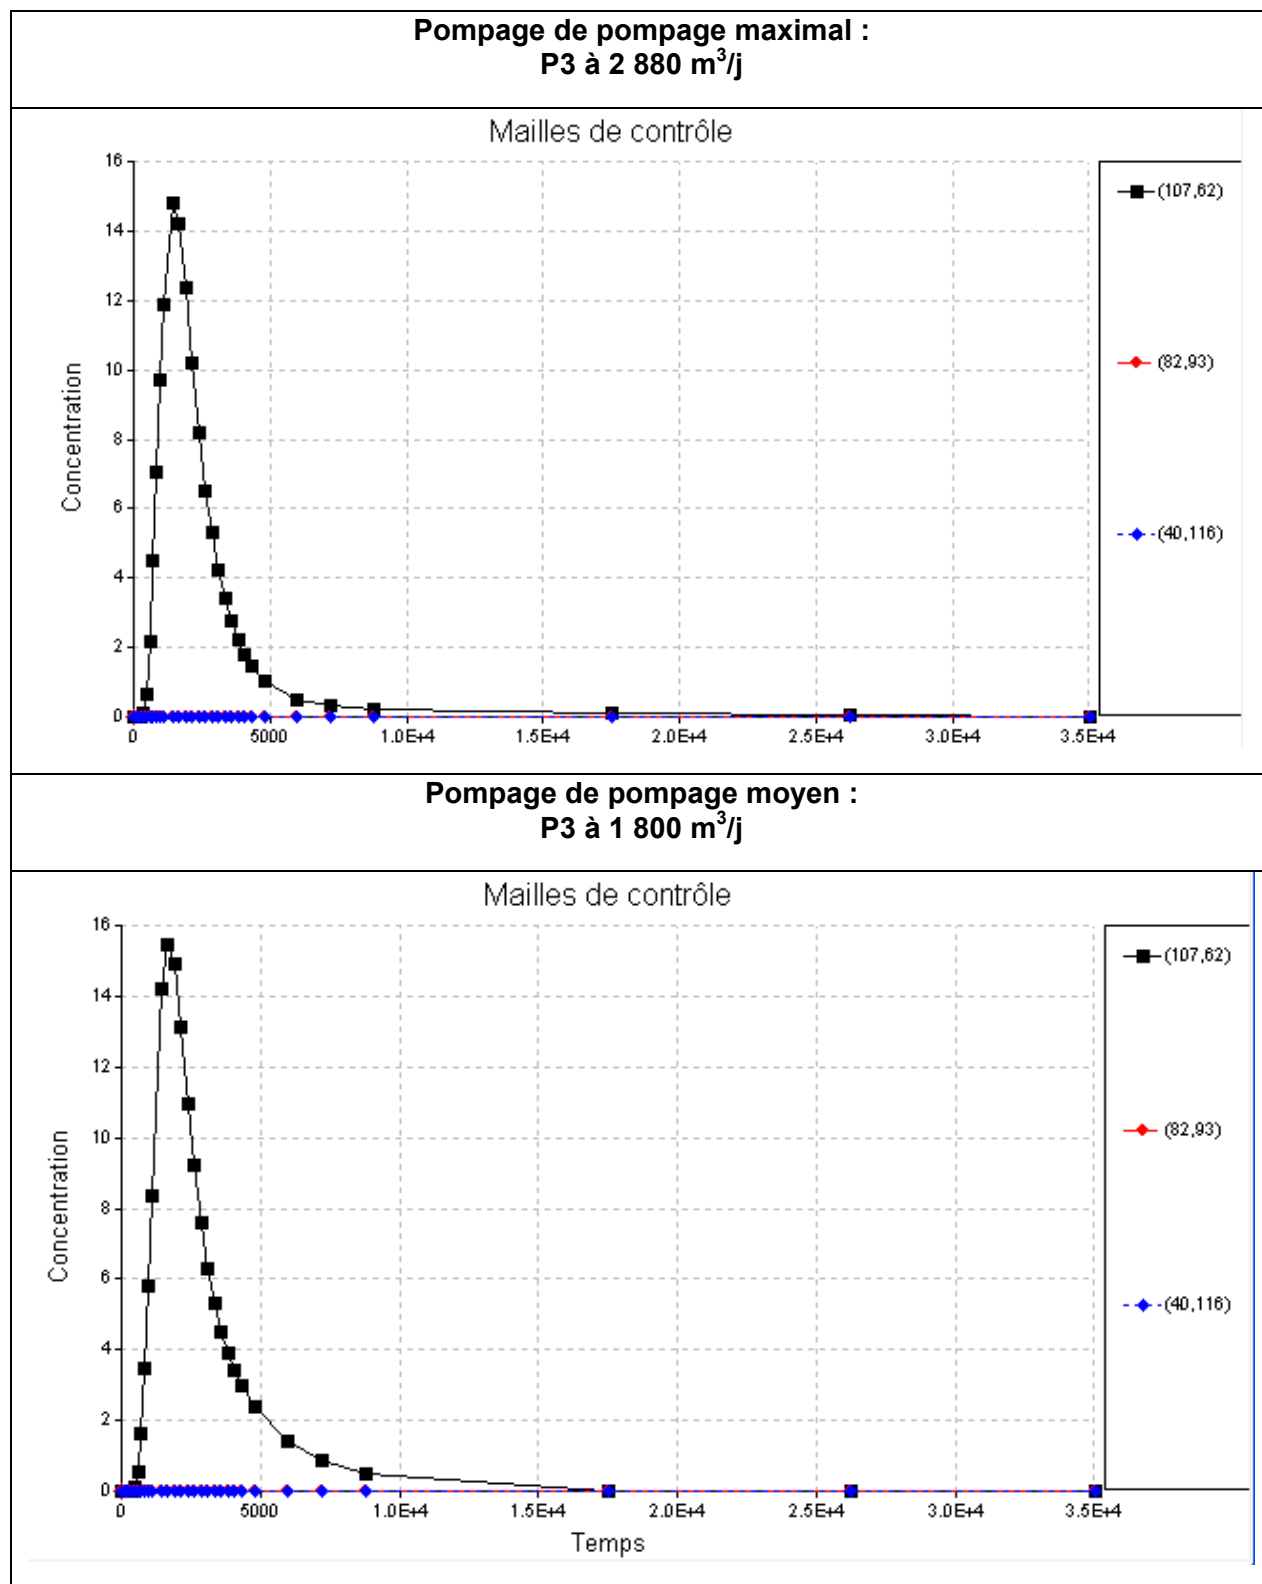 Pompage de pompage maximal :
P3 à 2 880 m³/j
Mailles de contrôle
16
14
12
10
8
6
4
2
0
Concentration
0 5000 1.0E+4 1.5E+4 2.0E+4 2.5E+4 3.0E+4 3.5E+4
(107,62)
(82,93)
(40,116)
Pompage de pompage moyen :
P3 à 1 800 m³/j
Mailles de contrôle
16
14
12
10
8
6
4
2
0
Concentration
0 5000 1.0E+4 1.5E+4 2.0E+4 2.5E+4 3.0E+4 3.5E+4
Temps
(107,62)
(82,93)
(40,116)